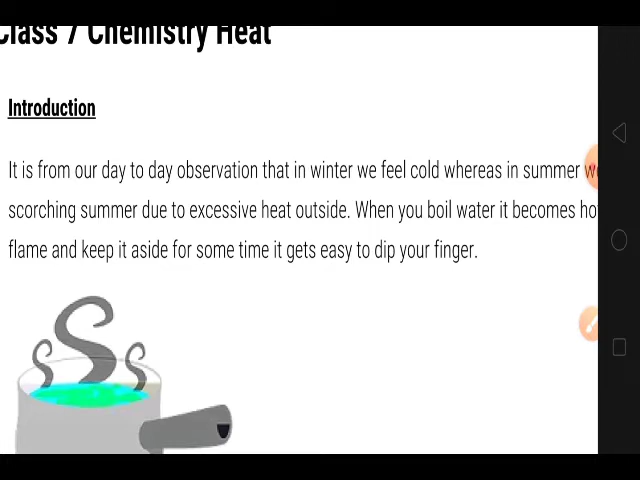 Class 7 Chemistry Heat
Introduction
It is from our day to day observation that in winter we feel cold whereas in summer
scorching summer due to excessive heat outside. When you boil water it becomes
flame and keep it aside for some time it gets easy to dip your finger.